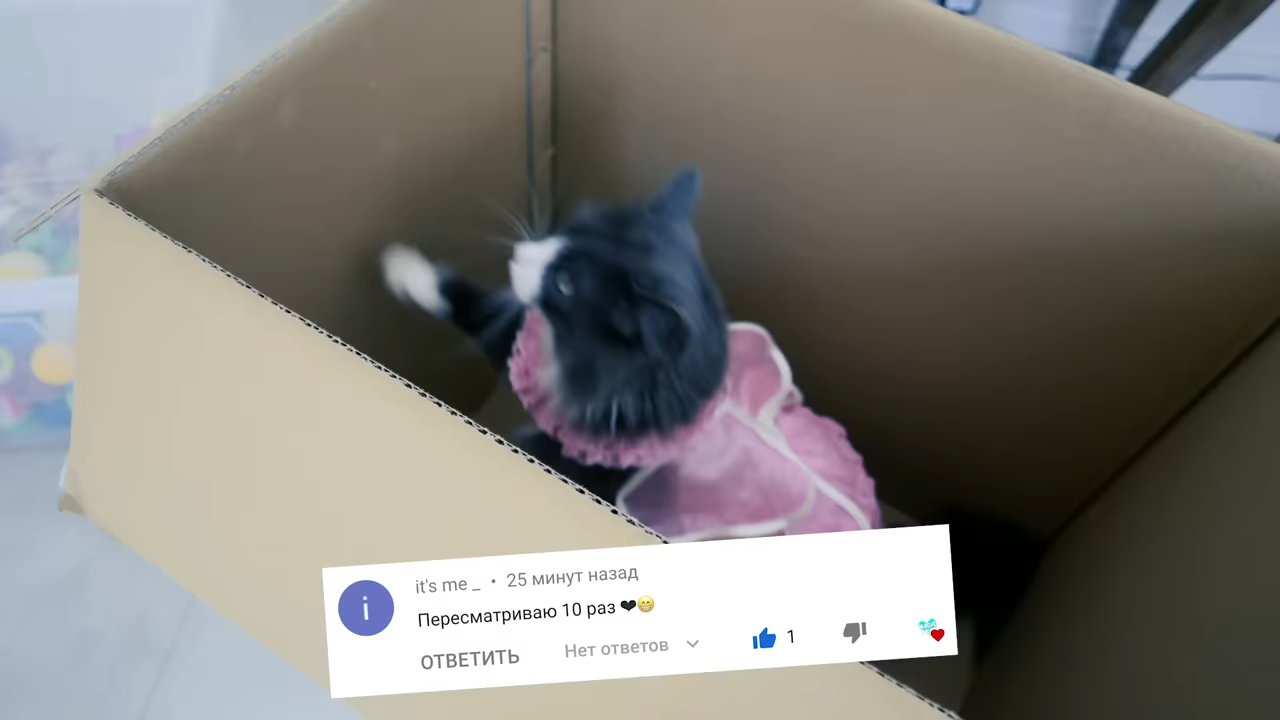 it's me _ • 25 минут назад
Пересматриваю 10 раз ❤😁
ОТВЕТИТЬ Нет ответов 1